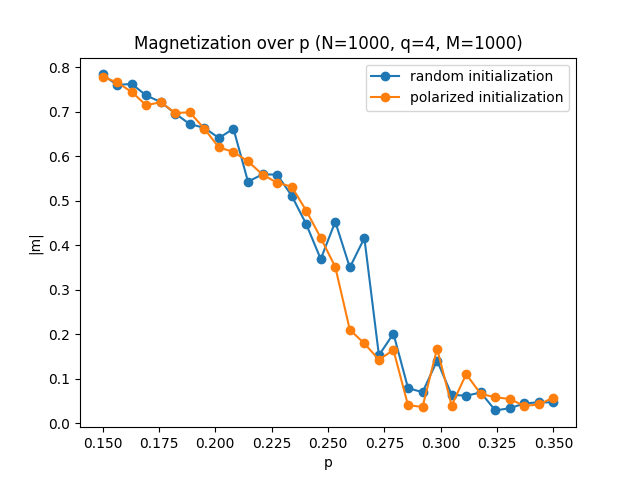 Magnetization over p (N=1000, q=4, M=1000)
random initialization
polarized initialization
|m|
0.8
0.7
0.6
0.5
0.4
0.3
0.2
0.1
0.0
0.150 0.175 0.200 0.225 0.250 0.275 0.300 0.325 0.350
p